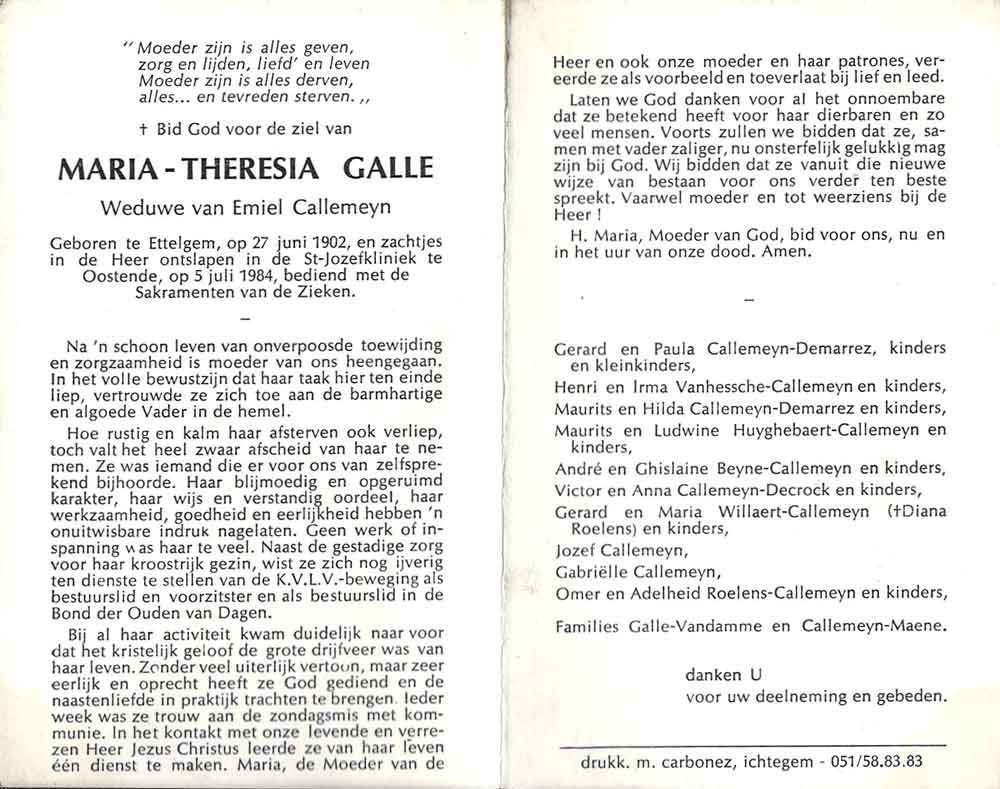 “ Moeder zijn is alles geven,
zorg en lijden, liefd' en leven
Moeder zijn is alles derven,
alles... en tevreden sterven. „
† Bid God voor de ziel van
MARIA - THERESIA GALLE
Weduwe van Emiel Callemeyn
Geboren te Ettelgem, op 27 juni 1902, en zachtjes
in de Heer ontslapen in de St-Jozefkliniek te
Oostende, op 5 juli 1984, bediend met de
Sakramenten van de Zieken.
—
Na 'n schoon leven van onverpoosde toewijding
en zorgzaamheid is moeder van ons heengegaan.
In het volle bewustzijn dat haar taak hier ten einde
liep, vertrouwde ze zich toe aan de barmhartige
en algoede Vader in de hemel.
Hoe rustig en kalm haar afsterven ook verliep,
toch valt het heel zwaar afscheid van haar te ne-
men. Ze was iemand die er voor ons van zelfspre-
kend bijhoorde. Haar blijmoedig en opgeruimd
karakter, haar wijs en verstandig oordeel, haar
werkzaamheid, goedheid en eerlijkheid hebben 'n
onuitwisbare indruk nagelaten. Geen werk of in-
spanning was haar te veel. Naast de gestadige zorg
voor haar kroostrijk gezin, wist ze zich nog ijverig
ten dienste te stellen van de K.V.L.V.-beweging als
bestuurslid en voorzitster en als bestuurslid in de
Bond der Ouden van Dagen.
Bij al haar activiteit kwam duidelijk naar voor
dat het kristelijk geloof de grote drijfveer was van
haar leven. Zonder veel uiterlijk vertoon, maar zeer
eerlijk en oprecht heeft ze God gediend en de
naastenliefde in praktijk trachten te brengen. Ieder
week was ze trouw aan de zondagsmis met kom-
munie. In het kontakt met onze levende en verre-
zen Heer Jezus Christus leerde ze van haar leven
één dienst te maken. Maria, de Moeder van de
Heer en ook onze moeder en haar patrones, ver-
eerde ze als voorbeeld en toeverlaat bij lief en leed.
Laten we God danken voor al het onnoembare
dat ze betekend heeft voor haar dierbaren en zo
veel mensen. Voorts zullen we bidden dat ze, sa-
men met vader zaliger, nu onsterfelijk gelukkig mag
zijn bij God. Wij bidden dat ze vanuit die nieuwe
wijze van bestaan voor ons verder ten beste
spreekt. Vaarwel moeder en tot weerziens bij de
Heer !
H. Maria, Moeder van God, bid voor ons, nu en
in het uur van onze dood. Amen.
—
Gerard en Paula Callemeyn-Demarrez, kinders
en kleinkinders,
Henri en Irma Vanhessche-Callemeyn en kinders,
Maurits en Hilda Callemeyn-Demarrez en kinders,
Maurits en Ludwine Huyghebaert-Callemeyn en
kinders,
André en Ghislaine Beyne-Callemeyn en kinders,
Victor en Anna Callemeyn-Decrock en kinders,
Gerard en Maria Willaert-Callemeyn (†Diana
Roelens) en kinders,
Jozef Callemeyn,
Gabriëlle Callemeyn,
Omer en Adelheid Roelens-Callemeyn en kinders,
Families Galle-Vandamme en Callemeyn-Maene.
danken U
voor uw deelneming en gebeden.
drukk. m. carbonez, ichtegem - 051/58.83.83